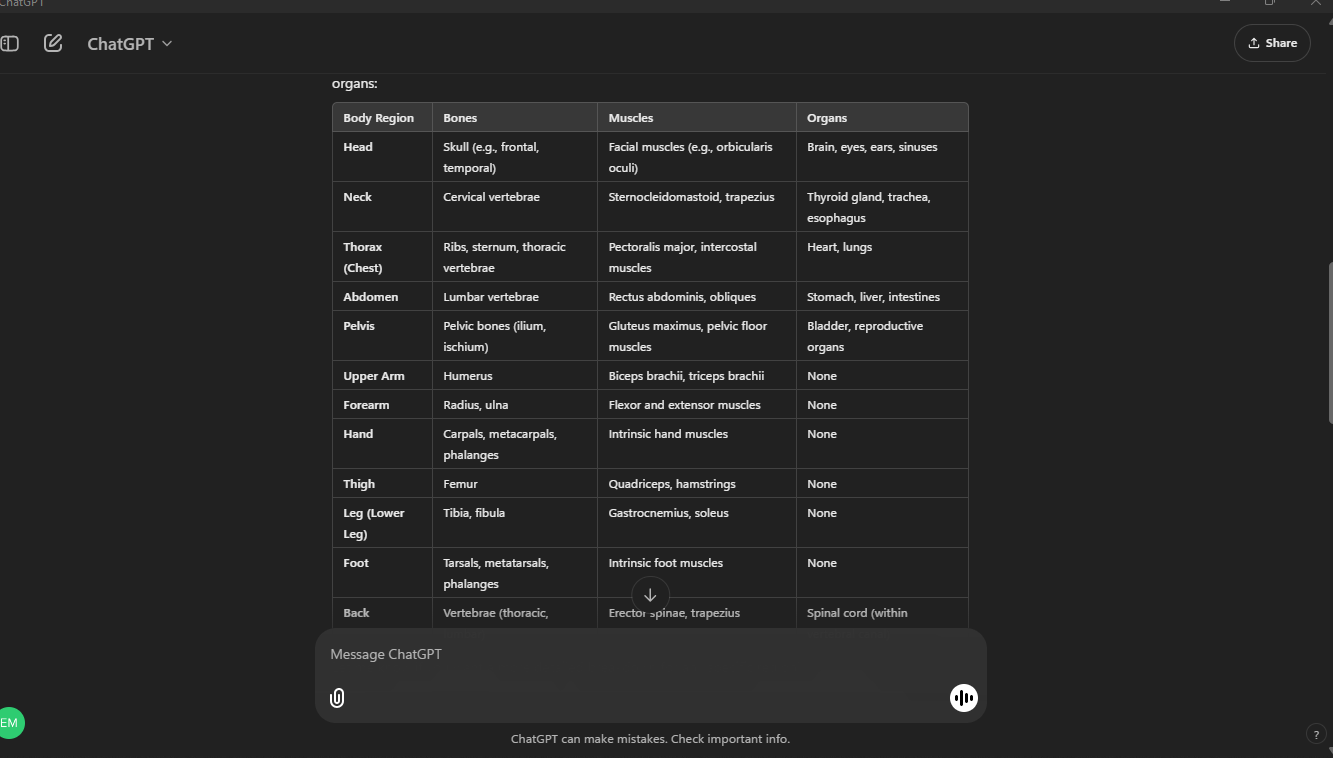 ChatGPT
ChatGPT
Share
organs:
Body Region Bones Muscles Organs
Head Skull (e.g., frontal, Facial muscles (e.g., orbicularis Brain, eyes, ears, sinuses
temporal) oculi)
Neck Cervical vertebrae Sternocleidomastoid, trapezius Thyroid gland, trachea,
esophagus
Thorax Ribs, sternum, thoracic Pectoralis major, intercostal Heart, lungs
(Chest) vertebrae muscles
Abdomen Lumbar vertebrae Rectus abdominis, obliques Stomach, liver, intestines
Pelvis Pelvic bones (ilium, Gluteus maximus, pelvic floor Bladder, reproductive
ischium) muscles organs
Upper Arm Humerus Biceps brachii, triceps brachii None
Forearm Radius, ulna Flexor and extensor muscles None
Hand Carpals, metacarpals, Intrinsic hand muscles None
phalanges
Thigh Femur Quadriceps, hamstrings None
Leg (Lower Tibia, fibula Gastrocnemius, soleus None
Leg)
Foot Tarsals, metatarsals, Intrinsic foot muscles None
phalanges
Back Vertebrae (thoracic, Erector spinae, trapezius Spinal cord (within
Message ChatGPT
EM
ChatGPT can make mistakes. Check important info.
?